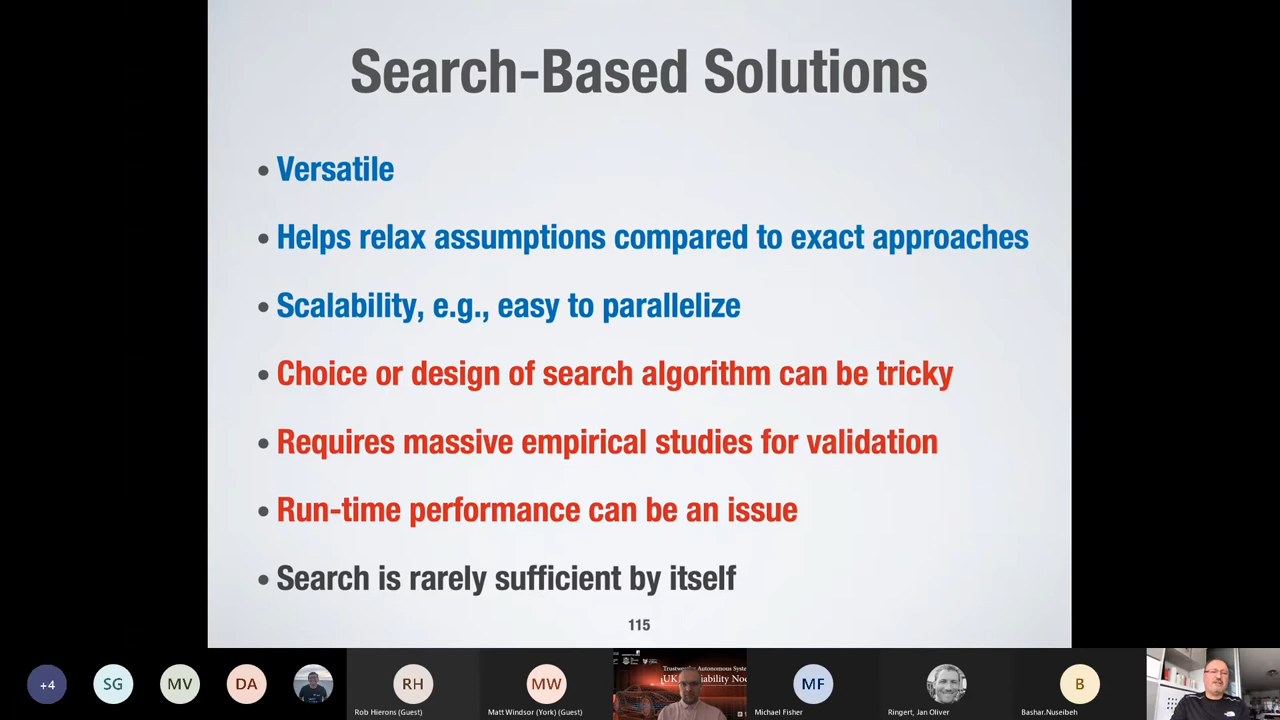 Search-Based Solutions
• Versatile
• Helps relax assumptions compared to exact approaches
• Scalability, e.g., easy to parallelize
• Choice or design of search algorithm can be tricky
• Requires massive empirical studies for validation
• Run-time performance can be an issue
• Search is rarely sufficient by itself
115
+4
SG
MV
DA
RH
Rob Hierons (Guest)
MW
Matt Windsor (York) (Guest)
Trustworthy Autonomous Syste
MF
Michael Fisher
Ringert, Jan Oliver
B
Bashar.Nuseibeh